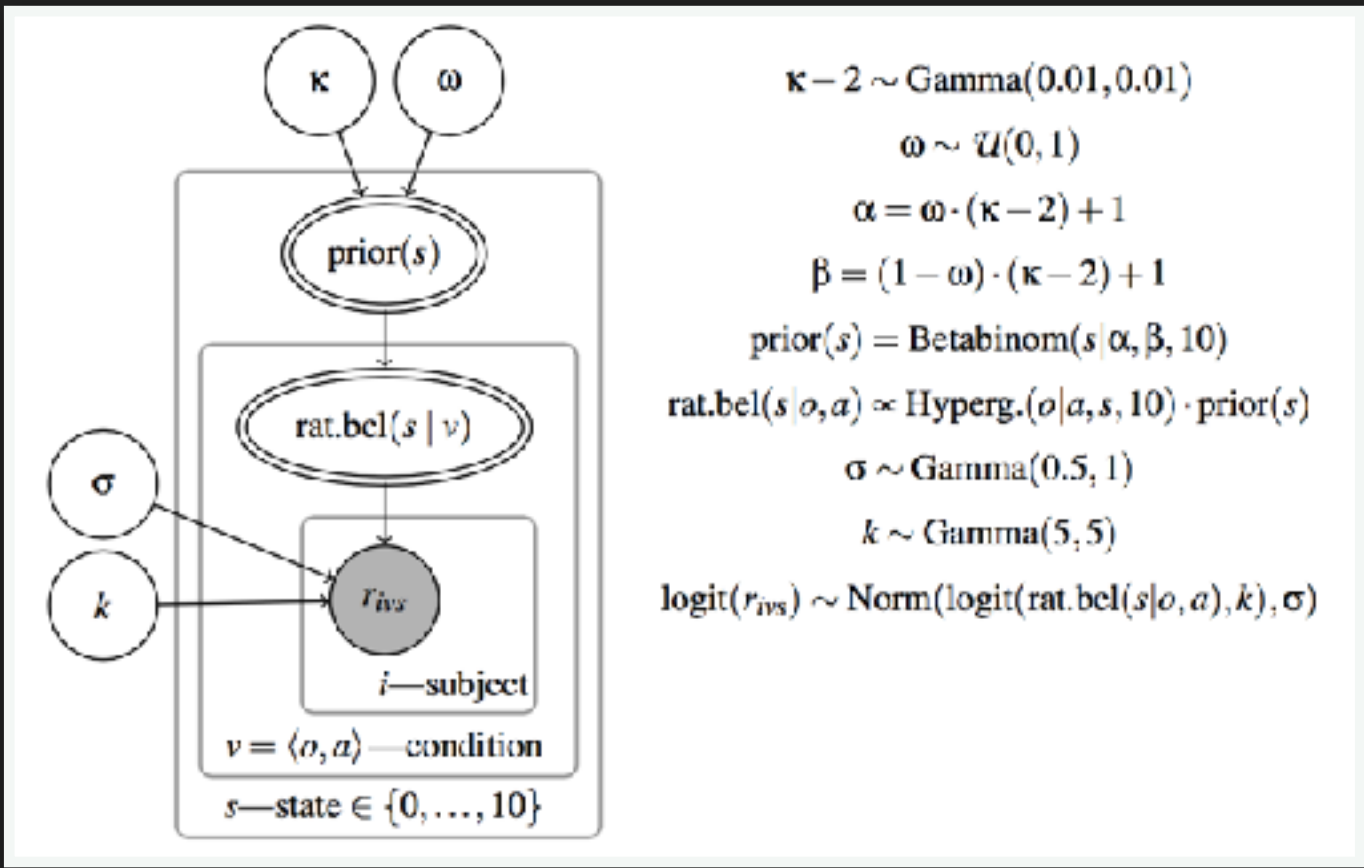 κ ω
prior(s)
rat.bel(s | v)
σ
k
r_ivs
i—subject
v = ⟨o, a⟩ — condition
s—state ∈ {0, …, 10}
κ − 2 ∼ Gamma(0.01, 0.01)
ω ∼ 𝒰(0, 1)
α = ω · (κ − 2) + 1
β = (1 − ω) · (κ − 2) + 1
prior(s) = Betabinom(s|α, β, 10)
rat.bel(s|o, a) ∝ Hyperg.(o|a, s, 10) · prior(s)
σ ∼ Gamma(0.5, 1)
k ∼ Gamma(5, 5)
logit(r_ivs) ∼ Norm(logit(rat.bel(s|o, a), k), σ)